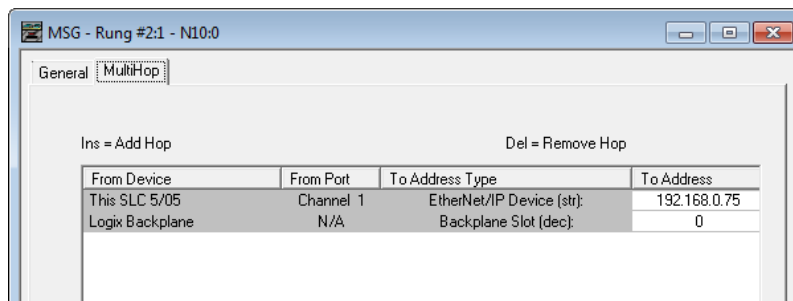 MSG - Rung #2:1 - N10:0
General MultiHop
Ins = Add Hop Del = Remove Hop
From Device From Port To Address Type To Address
This SLC 5/05 Channel 1 EtherNet/IP Device (str): 192.168.0.75
Logix Backplane N/A Backplane Slot (dec): 0